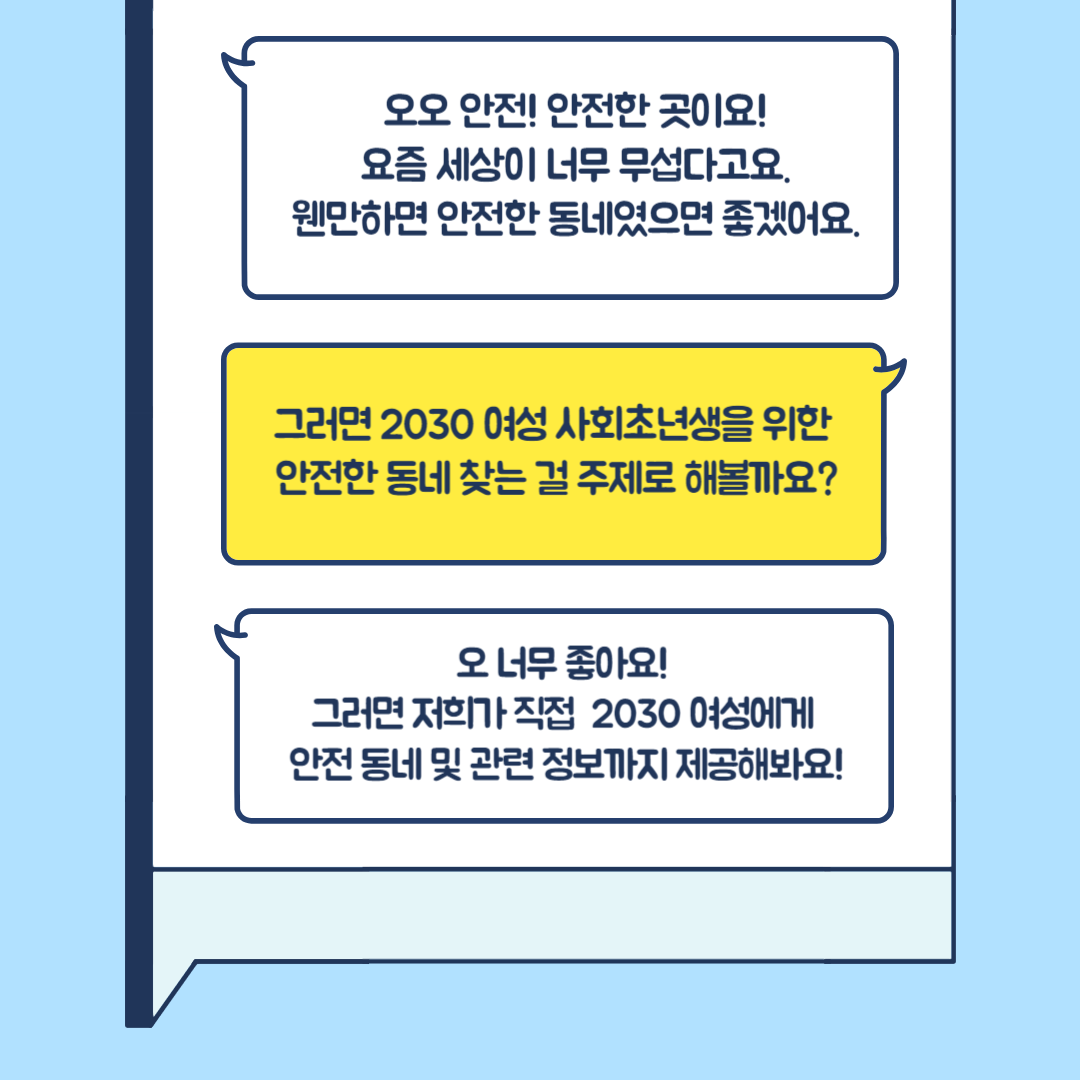 오오 안전! 안전한 곳이요!
요즘 세상이 너무 무섭다고요.
웬만하면 안전한 동네였으면 좋겠어요.
그러면 2030 여성 사회초년생을 위한
안전한 동네 찾는 걸 주제로 해볼까요?
오 너무 좋아요!
그러면 저희가 직접 2030 여성에게
안전 동네 및 관련 정보까지 제공해봐요!